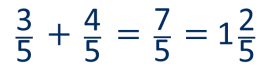 3/5 + 4/5 = 7/5 = 1 2/5